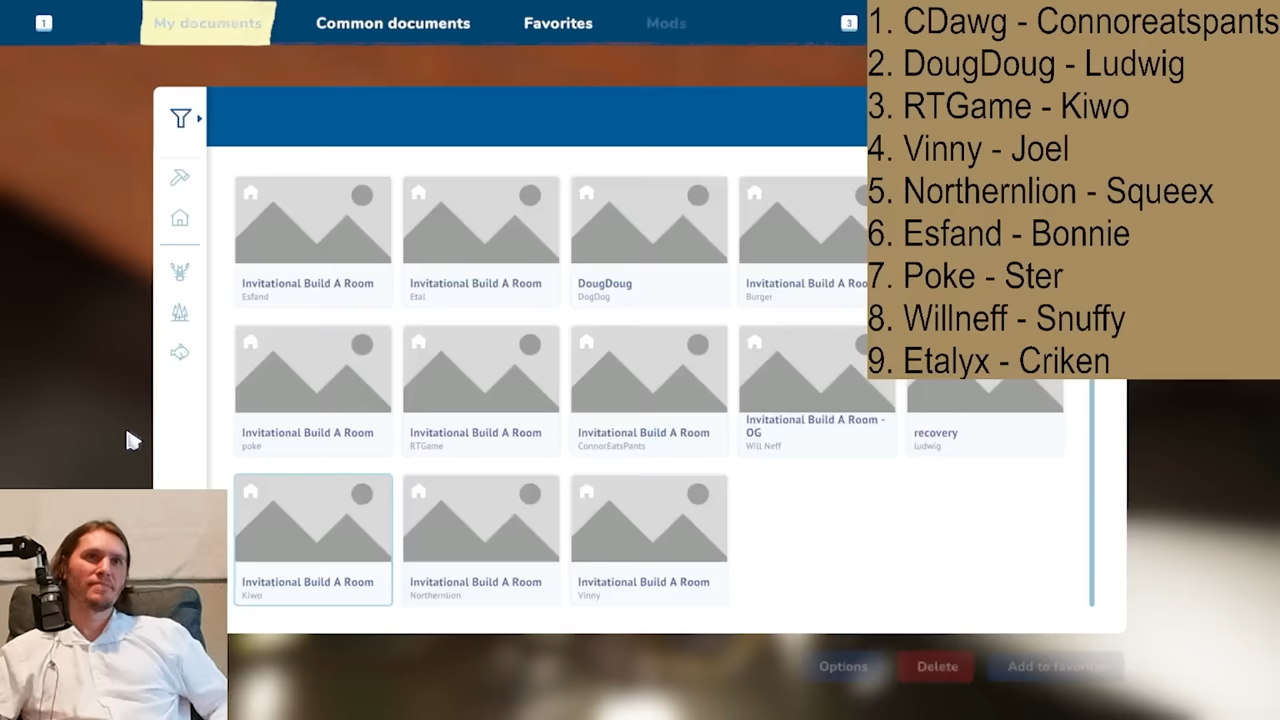 1
My documents
Common documents
Favorites
Mods
3
1. CDawg - Connoreatspants
2. DougDoug - Ludwig
3. RTGame - Kiwo
4. Vinny - Joel
5. Northernlion - Squeex
6. Esfand - Bonnie
7. Poke - Ster
8. Willneff - Snuffy
9. Etalyx - Criken
Invitational Build A Room
Esfand
Invitational Build A Room
Etal
DougDoug
DogDog
Invitational Build A Roo
Burger
Invitational Build A Room
poke
Invitational Build A Room
RTGame
Invitational Build A Room
ConnorEatsPants
Invitational Build A Room -
OG
Will Neff
recovery
ludwig
Invitational Build A Room
Kiwo
Invitational Build A Room
Northernlion
Invitational Build A Room
Vinny
Options
Delete
Add to favorites